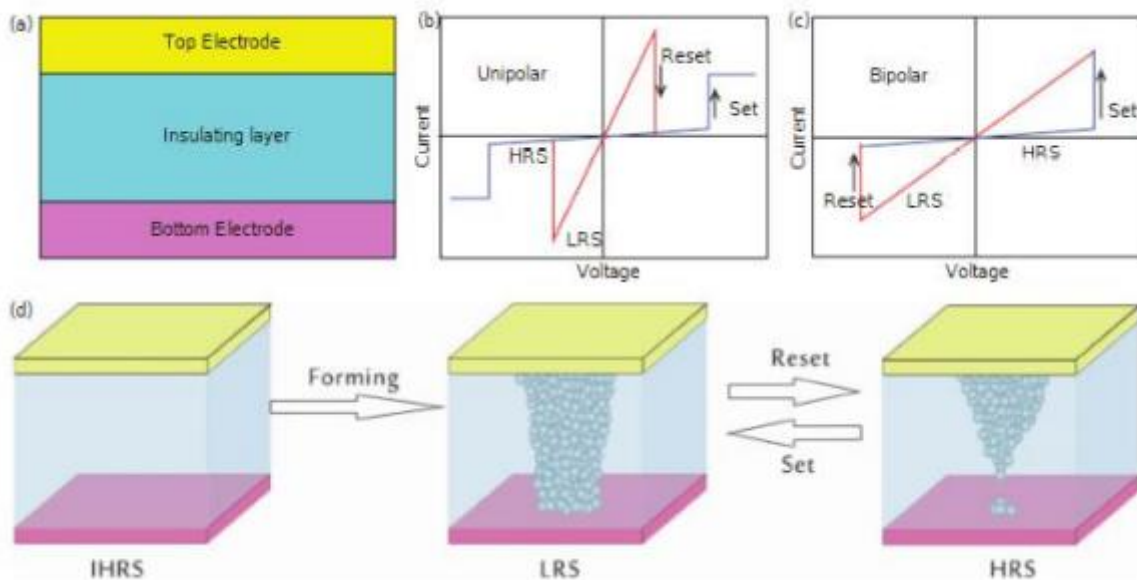 (a)
Top Electrode
Insulating layer
Bottom Electrode
(b)
Unipolar
Reset
Set
HRS
LRS
Current
Voltage
(c)
Bipolar
Set
HRS
Reset
LRS
Current
Voltage
(d)
Forming
Reset
Set
IHRS
LRS
HRS